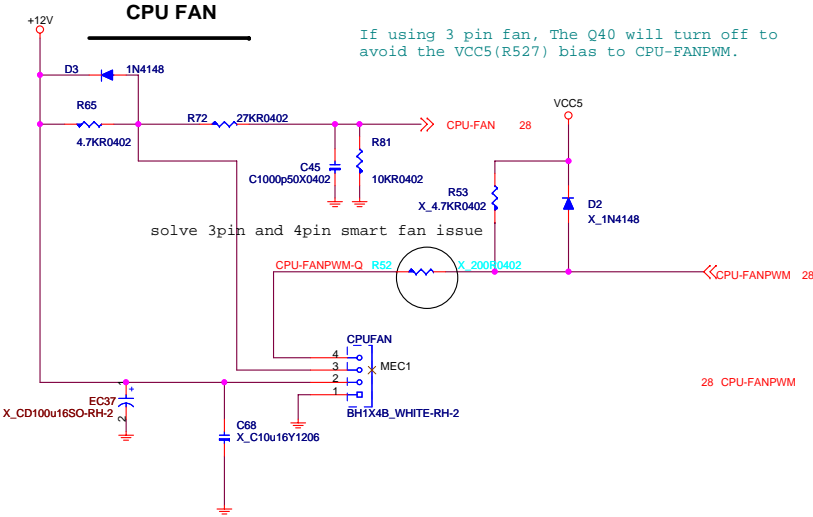 CPU FAN
+12V
If using 3 pin fan, The Q40 will turn off to
avoid the VCC5(R527) bias to CPU-FANPWM.
D3 1N4148
R65
4.7KR0402
R72 27KR0402
CPU-FAN 28
VCC5
R81
10KR0402
C45
C1000p50X0402
R53
X_4.7KR0402
D2
X_1N4148
solve 3pin and 4pin smart fan issue
CPU-FANPWM-Q R52 X_200R0402
CPU-FANPWM 28
CPUFAN
4
3
2
1
MEC1
BH1X4B_WHITE-RH-2
28 CPU-FANPWM
1
+
EC37
X_CD100u16SO-RH-2
2
C68
X_C10u16Y1206